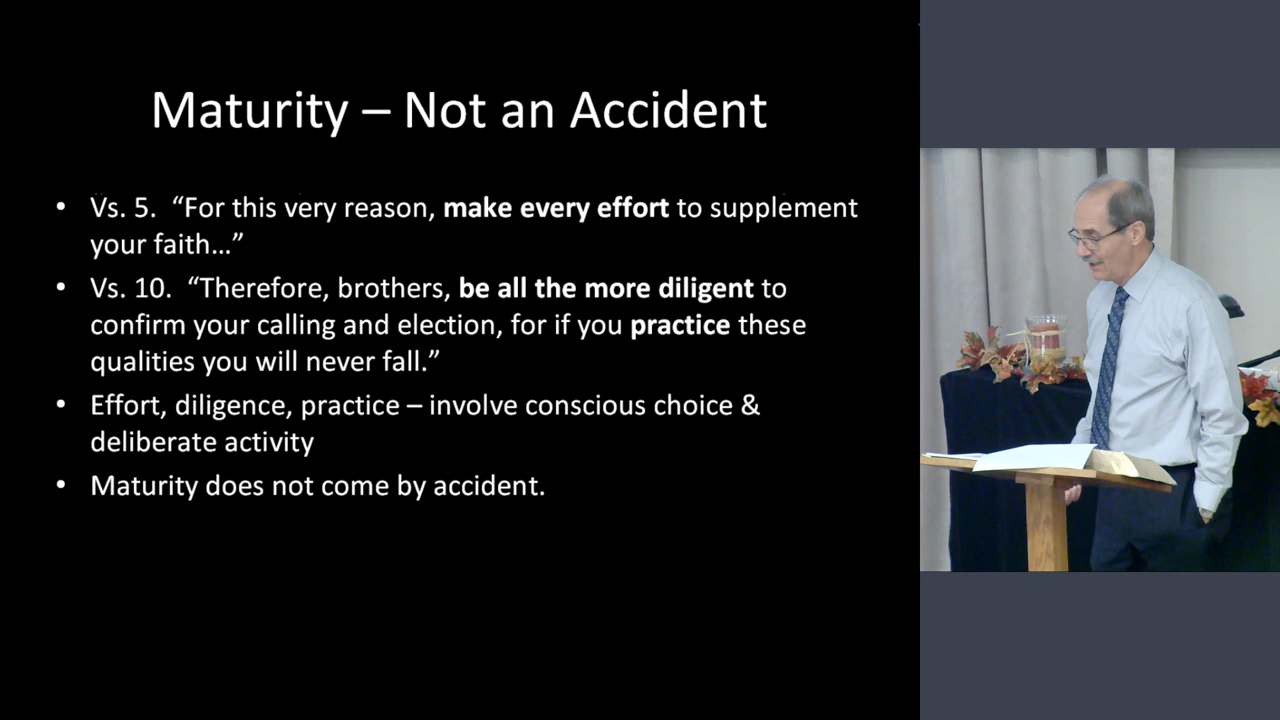 Maturity – Not an Accident
• Vs. 5.  “For this very reason, make every effort to supplement
your faith…”
• Vs. 10.  “Therefore, brothers, be all the more diligent to
confirm your calling and election, for if you practice these
qualities you will never fall.”
• Effort, diligence, practice – involve conscious choice &
deliberate activity
• Maturity does not come by accident.